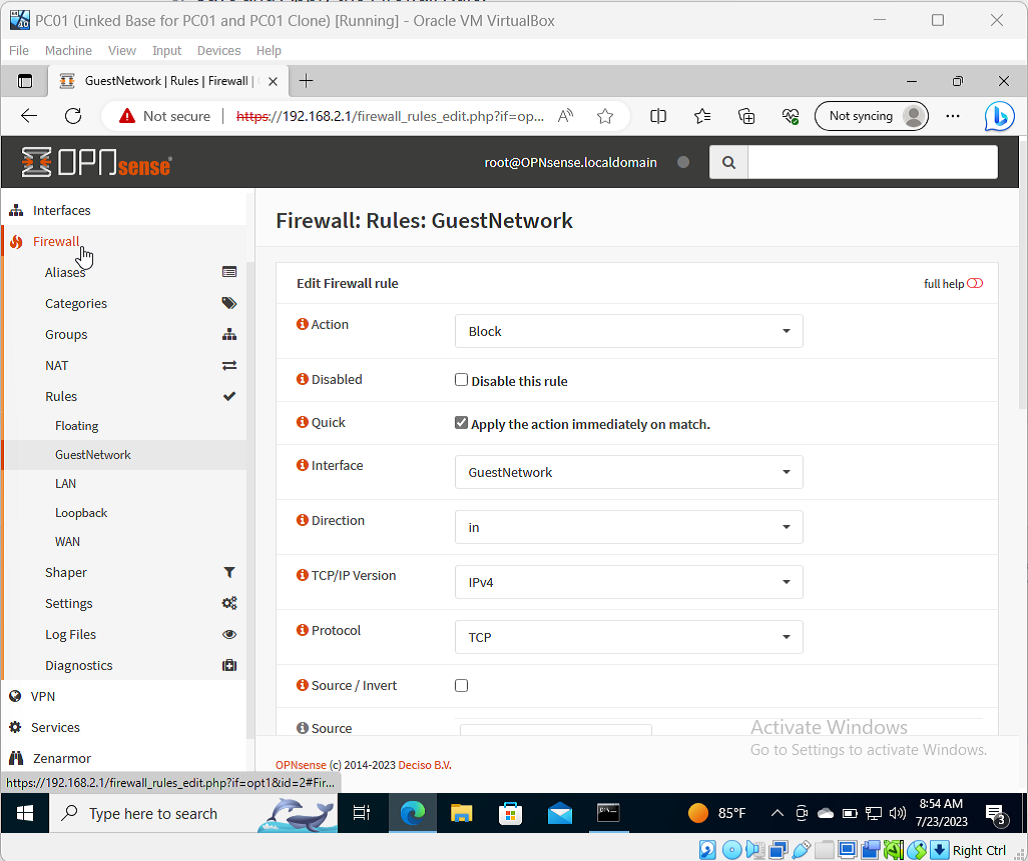 PC01 (Linked Base for PC01 and PC01 Clone) [Running] - Oracle VM VirtualBox
File Machine View Input Devices Help
GuestNetwork | Rules | Firewall |
Not secure https://192.168.2.1/firewall_rules_edit.php?if=op... Not syncing
OPNsense root@OPNsense.localdomain
Interfaces
Firewall
Aliases
Categories
Groups
NAT
Rules
Floating
GuestNetwork
LAN
Loopback
WAN
Shaper
Settings
Log Files
Diagnostics
VPN
Services
Zenarmor
Firewall: Rules: GuestNetwork
Edit Firewall rule full help
Action Block
Disabled Disable this rule
Quick Apply the action immediately on match.
Interface GuestNetwork
Direction in
TCP/IP Version IPv4
Protocol TCP
Source / Invert
Source
Activate Windows
Go to Settings to activate Windows.
OPNsense (c) 2014-2023 Deciso B.V.
https://192.168.2.1/firewall_rules_edit.php?if=opt1&id=2#Fir...
Type here to search 85°F 8:54 AM
7/23/2023 3
Right Ctrl